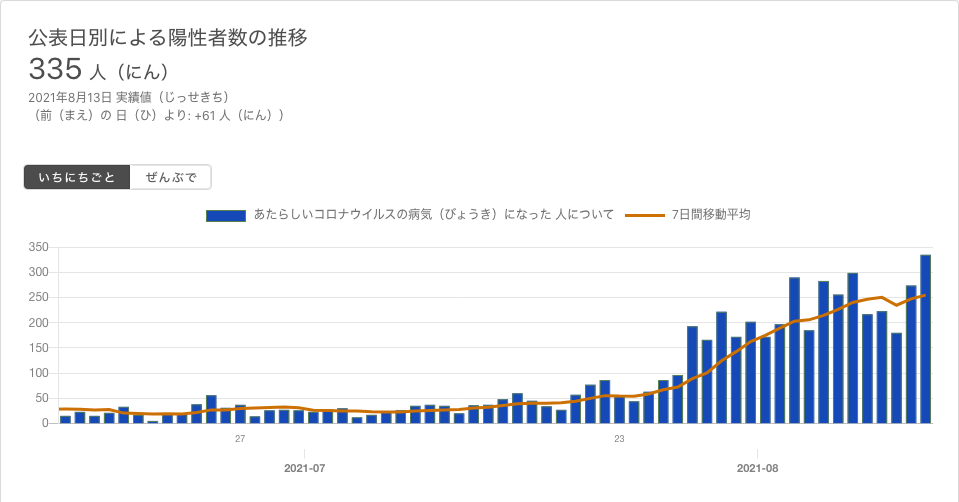 公表日別による陽性者数の推移
335 人（にん）
2021年8月13日 実績値（じっせきち）
（前（まえ）の 日（ひ）より: +61 人（にん））
いちにちごと ぜんぶで
あたらしいコロナウイルスの病気（びょうき）になった 人について 7日間移動平均
350
300
250
200
150
100
50
0
27 23
2021-07 2021-08